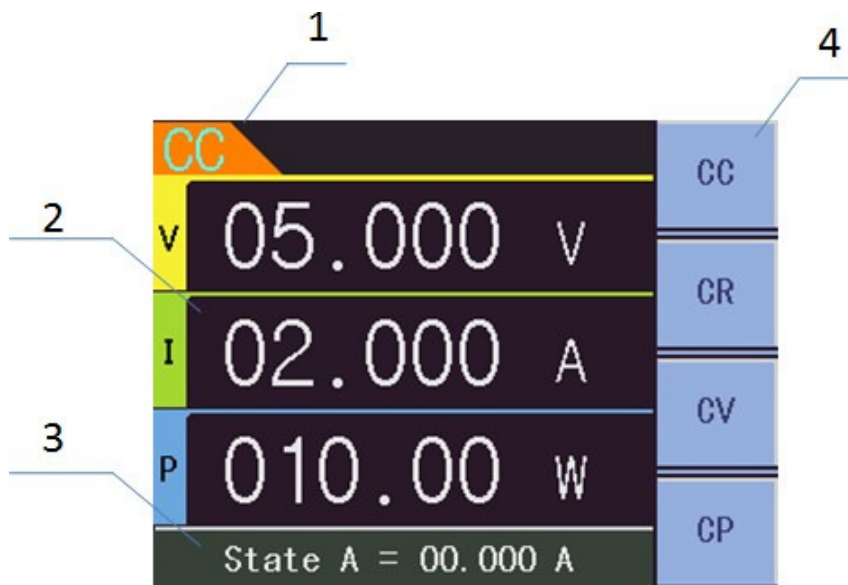 1
4
CC
CC
2
V 05.000 V
CR
I 02.000 A
CV
3
P 010.00 W
CP
State A = 00.000 A